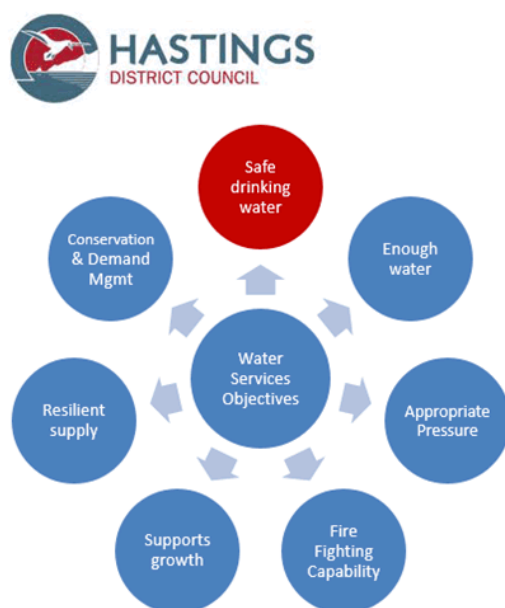 HASTINGS
DISTRICT COUNCIL
Safe
drinking
water
Conservation
& Demand
Mgmt
Enough
water
Water
Services
Objectives
Resilient
supply
Appropriate
Pressure
Supports
growth
Fire
Fighting
Capability